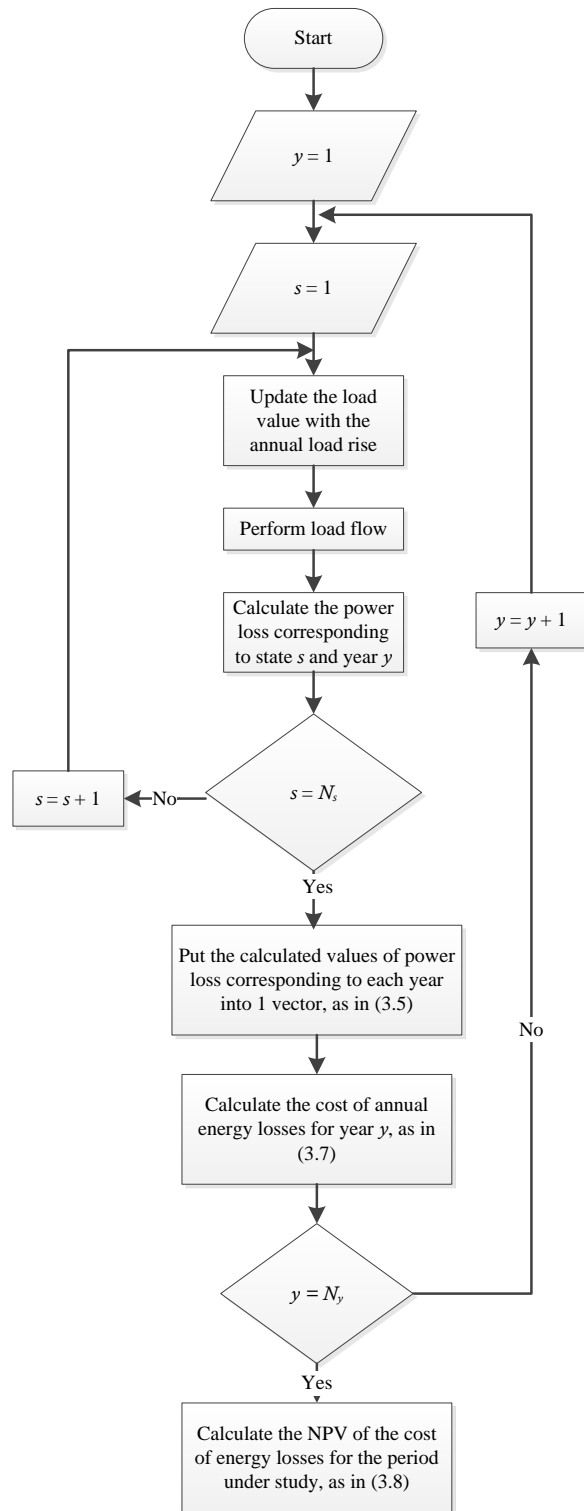 Start
y = 1
s = 1
Update the load
value with the
annual load rise
Perform load flow
Calculate the power
loss corresponding
to state s and year y
y = y + 1
s = N_s
No
s = s + 1
Yes
Put the calculated values of power
loss corresponding to each year
into 1 vector, as in (3.5)
No
Calculate the cost of annual
energy losses for year y, as in
(3.7)
y = N_y
Yes
Calculate the NPV of the cost
of energy losses for the period
under study, as in (3.8)